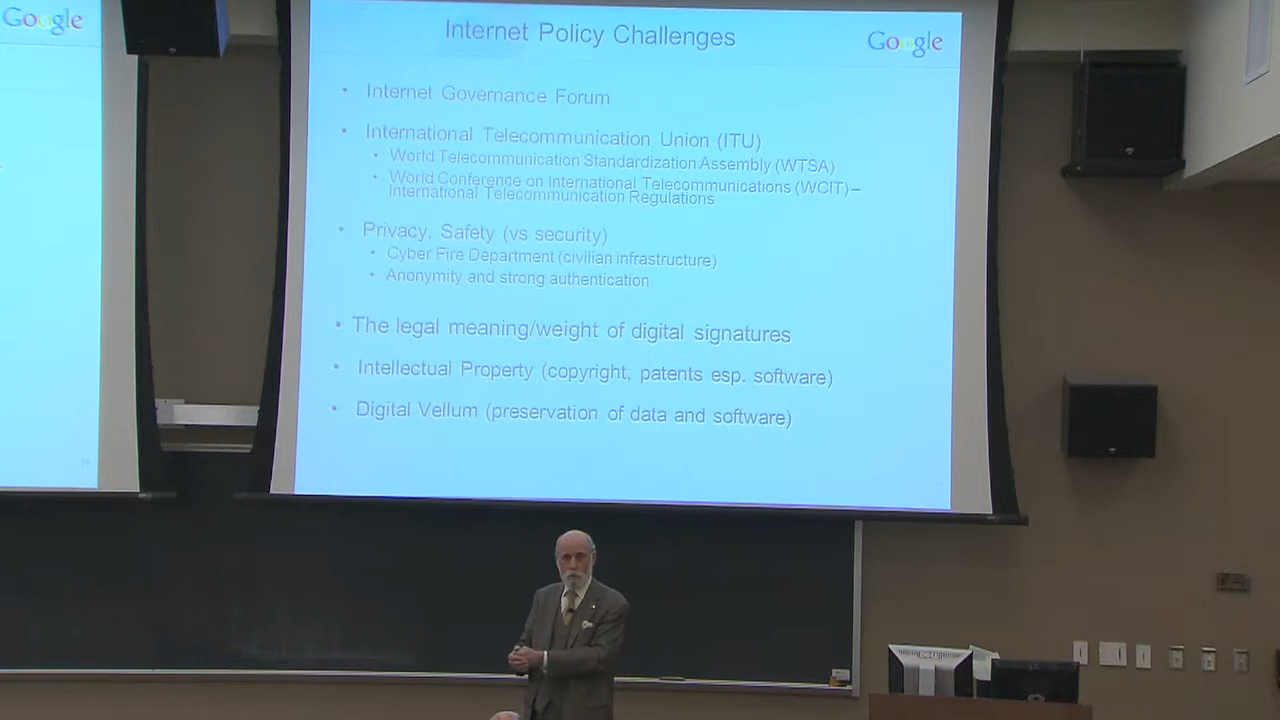 Google
Internet Policy Challenges
Google
• Internet Governance Forum
• International Telecommunication Union (ITU)
• World Telecommunication Standardization Assembly (WTSA)
• World Conference on International Telecommunications (WCIT) –
International Telecommunication Regulations
• Privacy, Safety (vs security)
• Cyber Fire Department (civilian infrastructure)
• Anonymity and strong authentication
• The legal meaning/weight of digital signatures
• Intellectual Property (copyright, patents esp. software)
• Digital Vellum (preservation of data and software)